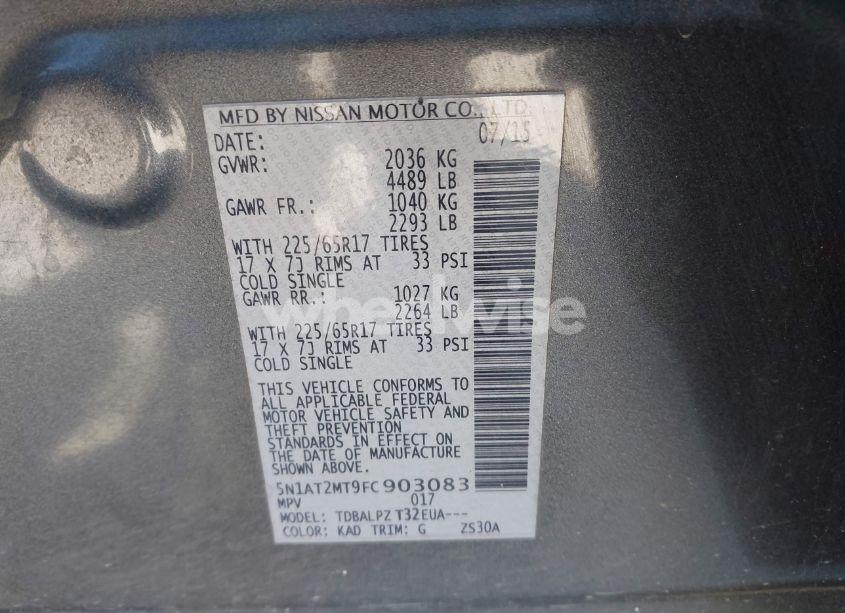 MFD BY NISSAN MOTOR CO., LTD.
DATE: 07/15
GVWR: 2036 KG
4489 LB
GAWR FR.: 1040 KG
2293 LB
WITH 225/65R17 TIRES
17 X 7J RIMS AT 33 PSI
COLD SINGLE
GAWR RR.: 1027 KG
2264 LB
WITH 225/65R17 TIRES
17 X 7J RIMS AT 33 PSI
COLD SINGLE
THIS VEHICLE CONFORMS TO
ALL APPLICABLE FEDERAL
MOTOR VEHICLE SAFETY AND
THEFT PREVENTION
STANDARDS IN EFFECT ON
THE DATE OF MANUFACTURE
SHOWN ABOVE.
5N1AT2MT9FC903083
MPV 017
MODEL: TDBALPZ T32EUA---
COLOR: KAD TRIM: G ZS30A
wheelwise